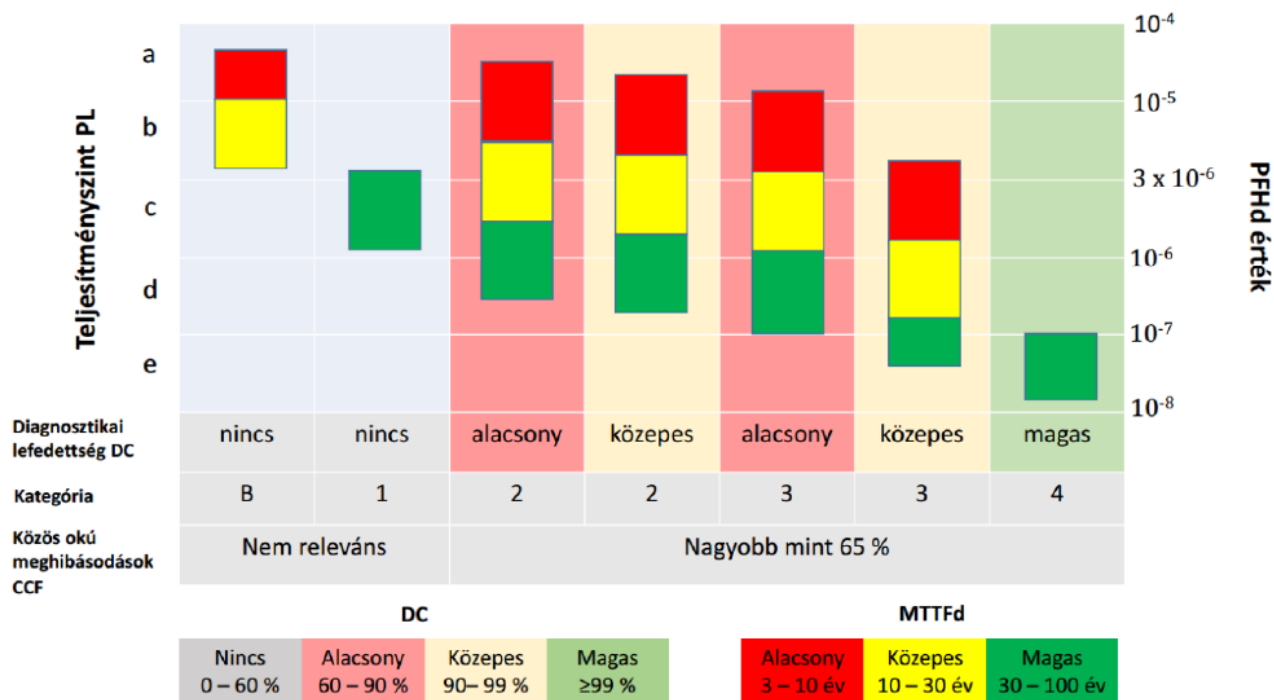 Teljesítményszint PL
a
b
c
d
e
10⁻⁴
10⁻⁵
3 x 10⁻⁶
10⁻⁶
10⁻⁷
10⁻⁸
PFHd érték
Diagnosztikai
lefedettség DC
nincs
nincs
alacsony
közepes
alacsony
közepes
magas
Kategória
B
1
2
2
3
3
4
Közös okú
meghibásodások
CCF
Nem releváns
Nagyobb mint 65 %
DC
Nincs
0 – 60 %
Alacsony
60 – 90 %
Közepes
90– 99 %
Magas
≥99 %
MTTFd
Alacsony
3 – 10 év
Közepes
10 – 30 év
Magas
30 – 100 év